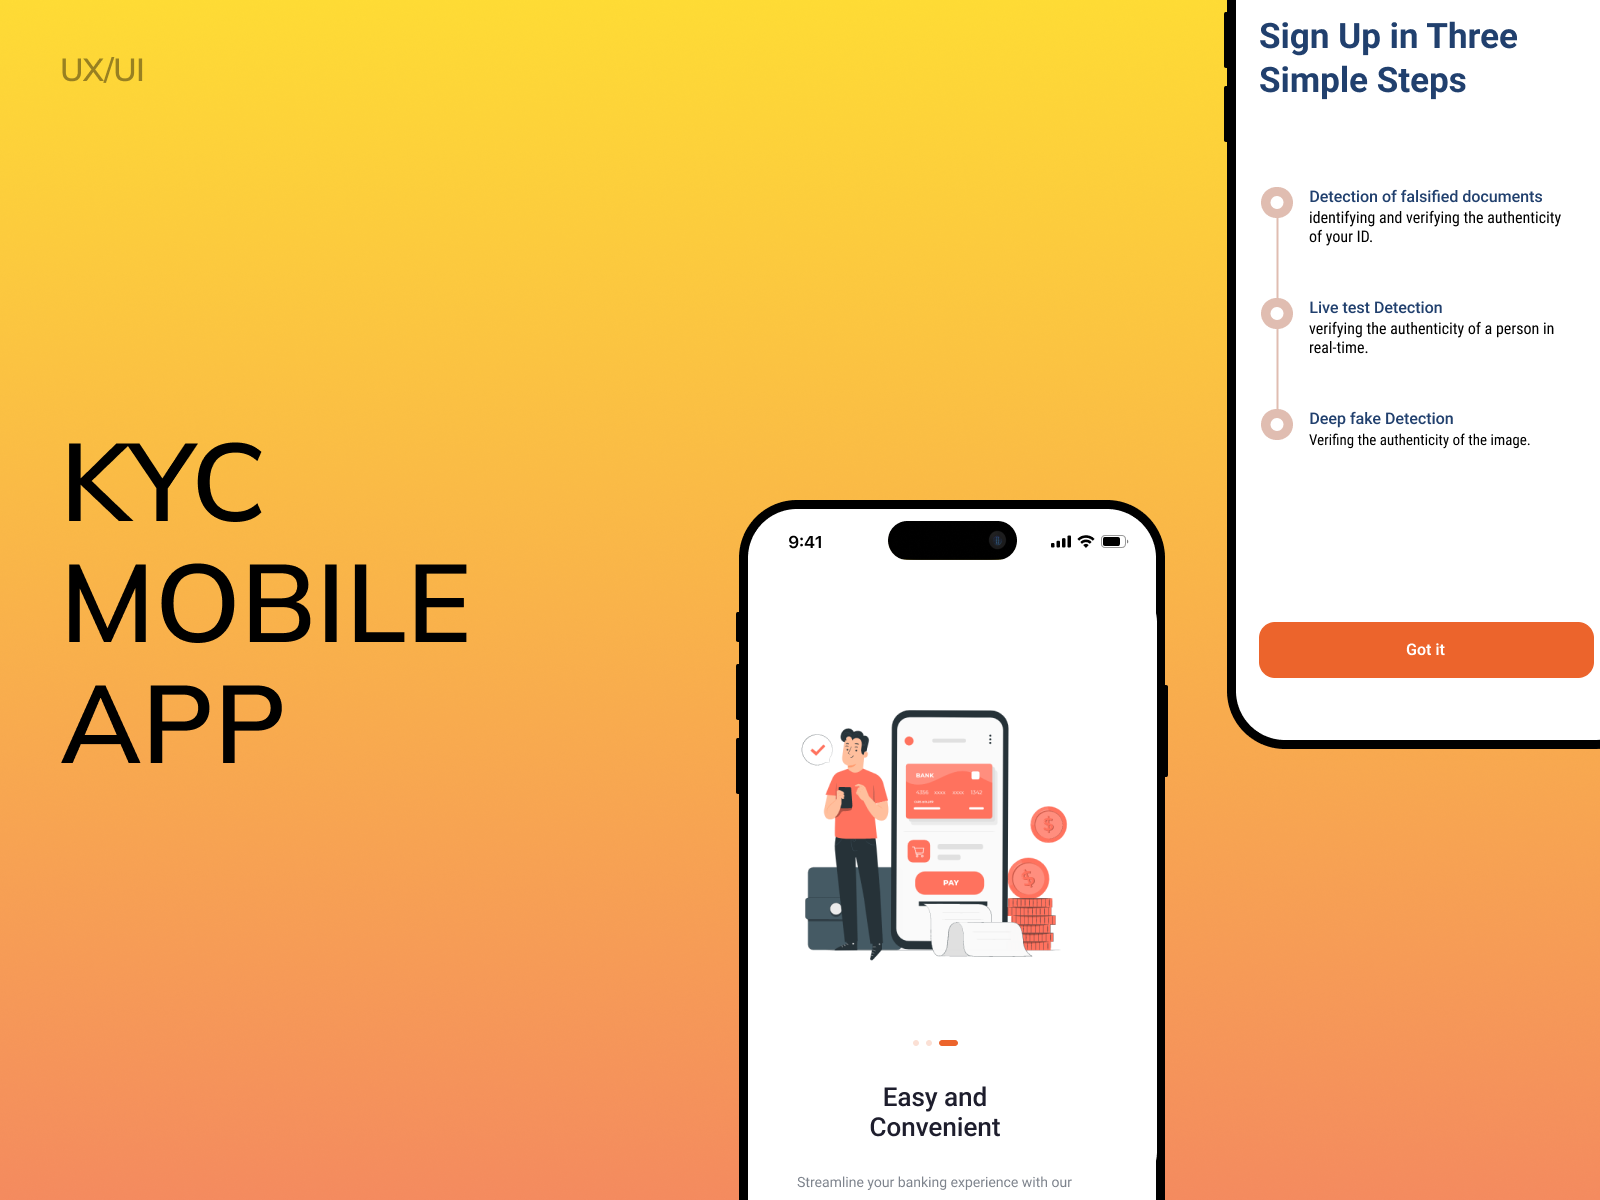 UX/UI
KYC
MOBILE
APP
Sign Up in Three
Simple Steps
Detection of falsified documents
identifying and verifying the authenticity
of your ID.
Live test Detection
verifying the authenticity of a person in
real-time.
Deep fake Detection
Verifing the authenticity of the image.
Got it
9:41
BANK
PAY
Easy and
Convenient
Streamline your banking experience with our